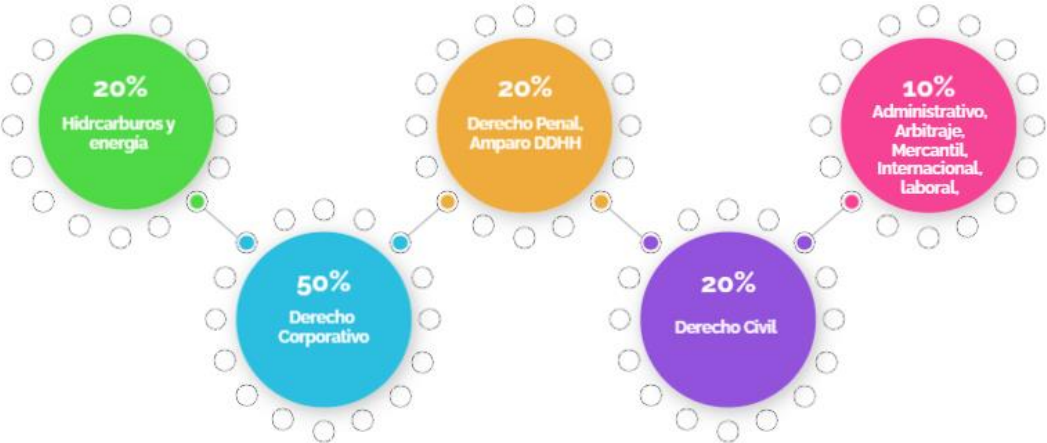 20%
Hidrcarburos y
energía
50%
Derecho
Corporativo
20%
Derecho Penal,
Amparo DDHH
20%
Derecho Civil
10%
Administrativo,
Arbitraje,
Mercantil,
Internacional,
laboral,